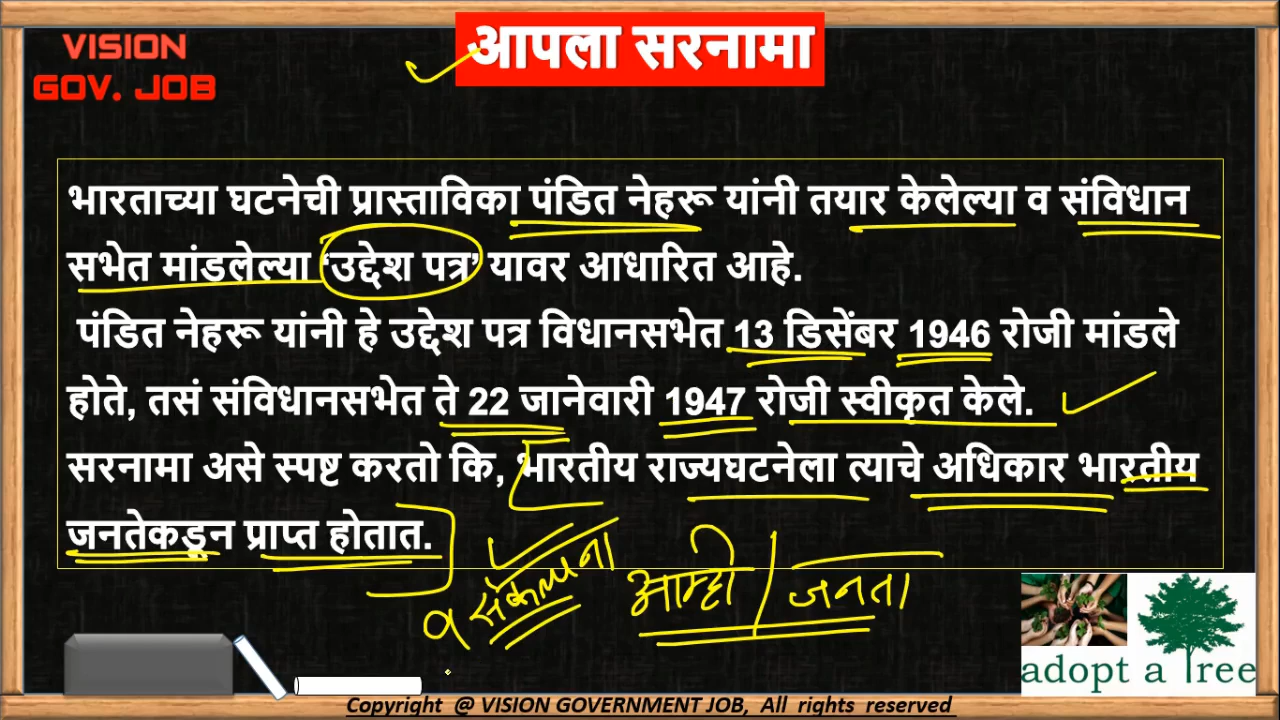 आपला सरनामा
VISION
GOV. JOB
भारताच्या घटनेची प्रास्ताविका पंडित नेहरू यांनी तयार केलेल्या व संविधान
सभेत मांडलेल्या 'उद्देश पत्र' यावर आधारित आहे.
पंडित नेहरू यांनी हे उद्देश पत्र विधानसभेत 13 डिसेंबर 1946 रोजी मांडले
होते, तसं संविधानसभेत ते 22 जानेवारी 1947 रोजी स्वीकृत केले.
सरनामा असे स्पष्ट करतो कि, भारतीय राज्यघटनेला त्याचे अधिकार भारतीय
जनतेकडून प्राप्त होतात.
आम्ही / जनता
adopt a Tree
Copyright @ VISION GOVERNMENT JOB, All rights reserved